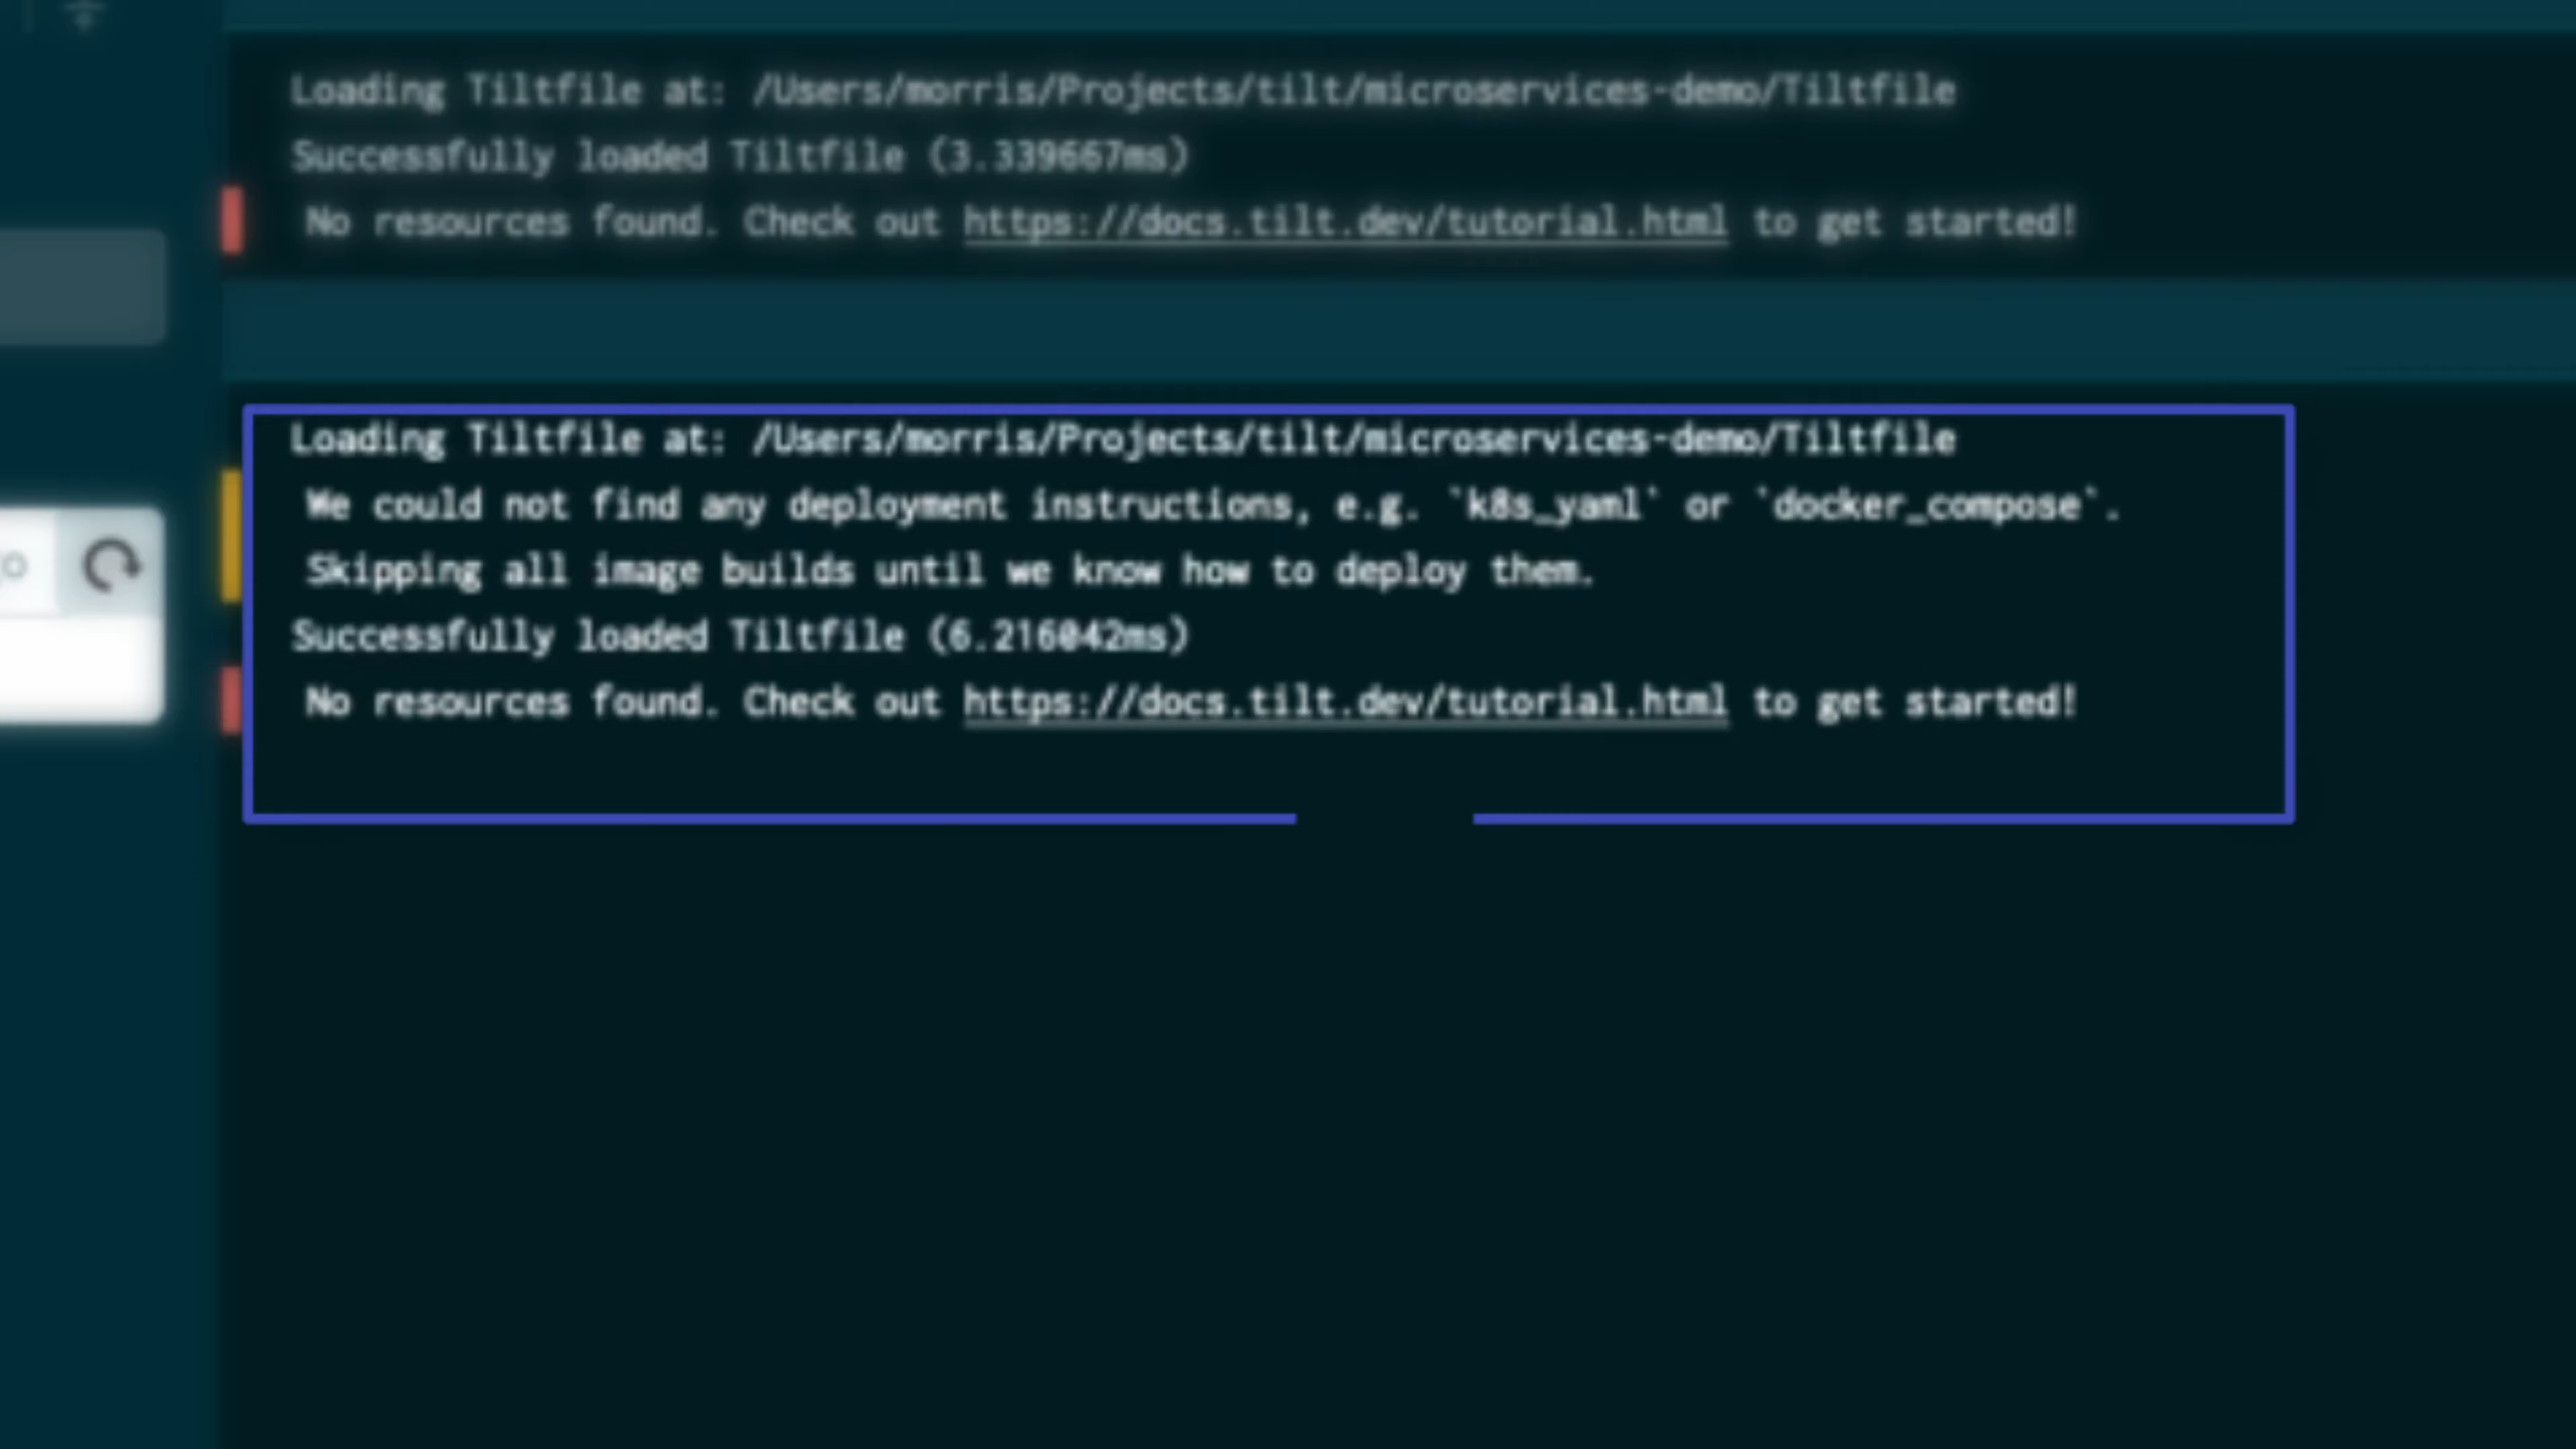 Loading Tiltfile at: /Users/morris/Projects/tilt/microservices-demo/Tiltfile
Successfully loaded Tiltfile (3.339667ms)
No resources found. Check out https://docs.tilt.dev/tutorial.html to get started!
Loading Tiltfile at: /Users/morris/Projects/tilt/microservices-demo/Tiltfile
We could not find any deployment instructions, e.g. `k8s_yaml` or `docker_compose`.
Skipping all image builds until we know how to deploy them.
Successfully loaded Tiltfile (6.216042ms)
No resources found. Check out https://docs.tilt.dev/tutorial.html to get started!